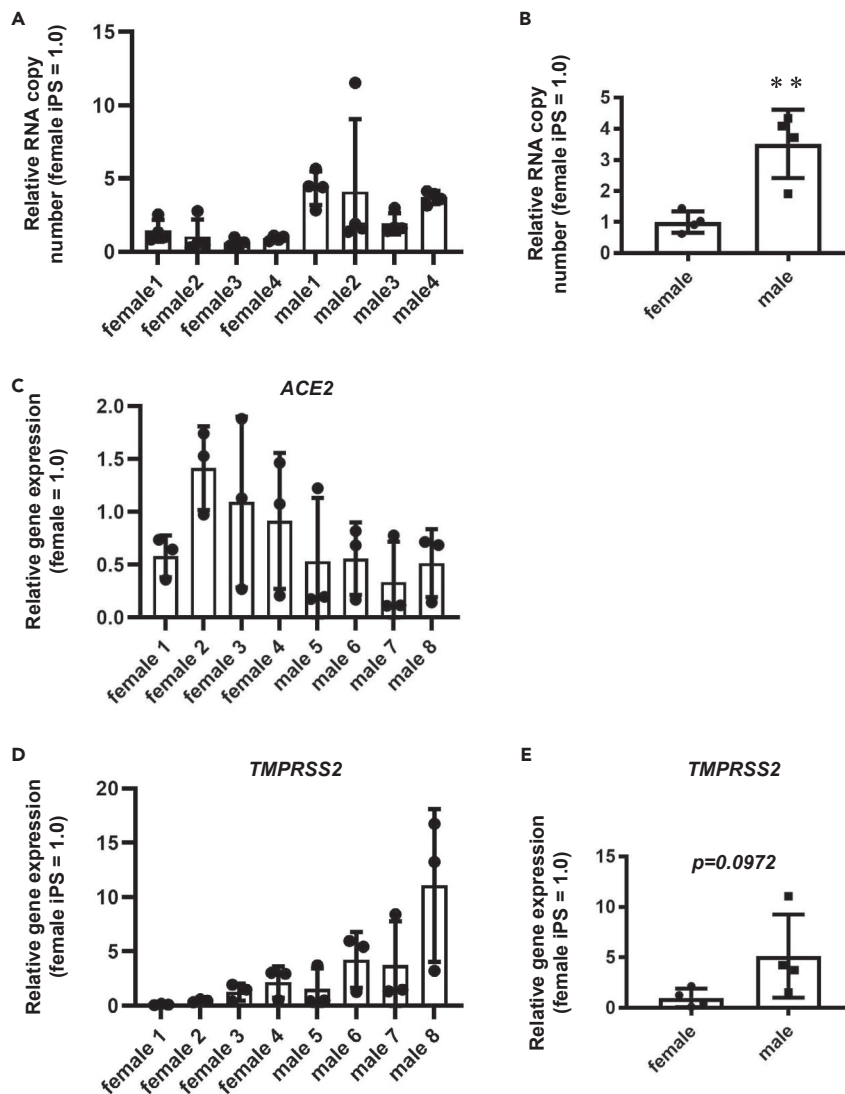 A
Relative RNA copy
number (female iPS = 1.0)
15
10
5
0
female1
female2
female3
female4
male1
male2
male3
male4
B
Relative RNA copy
number (female iPS = 1.0)
**
5
4
3
2
1
0
female
male
C
ACE2
Relative gene expression
(female = 1.0)
2.0
1.5
1.0
0.5
0.0
female 1
female 2
female 3
female 4
male 5
male 6
male 7
male 8
D
TMPRSS2
Relative gene expression
(female iPS = 1.0)
20
15
10
5
0
female 1
female 2
female 3
female 4
male 5
male 6
male 7
male 8
E
TMPRSS2
Relative gene expression
(female iPS = 1.0)
p=0.0972
15
10
5
0
female
male